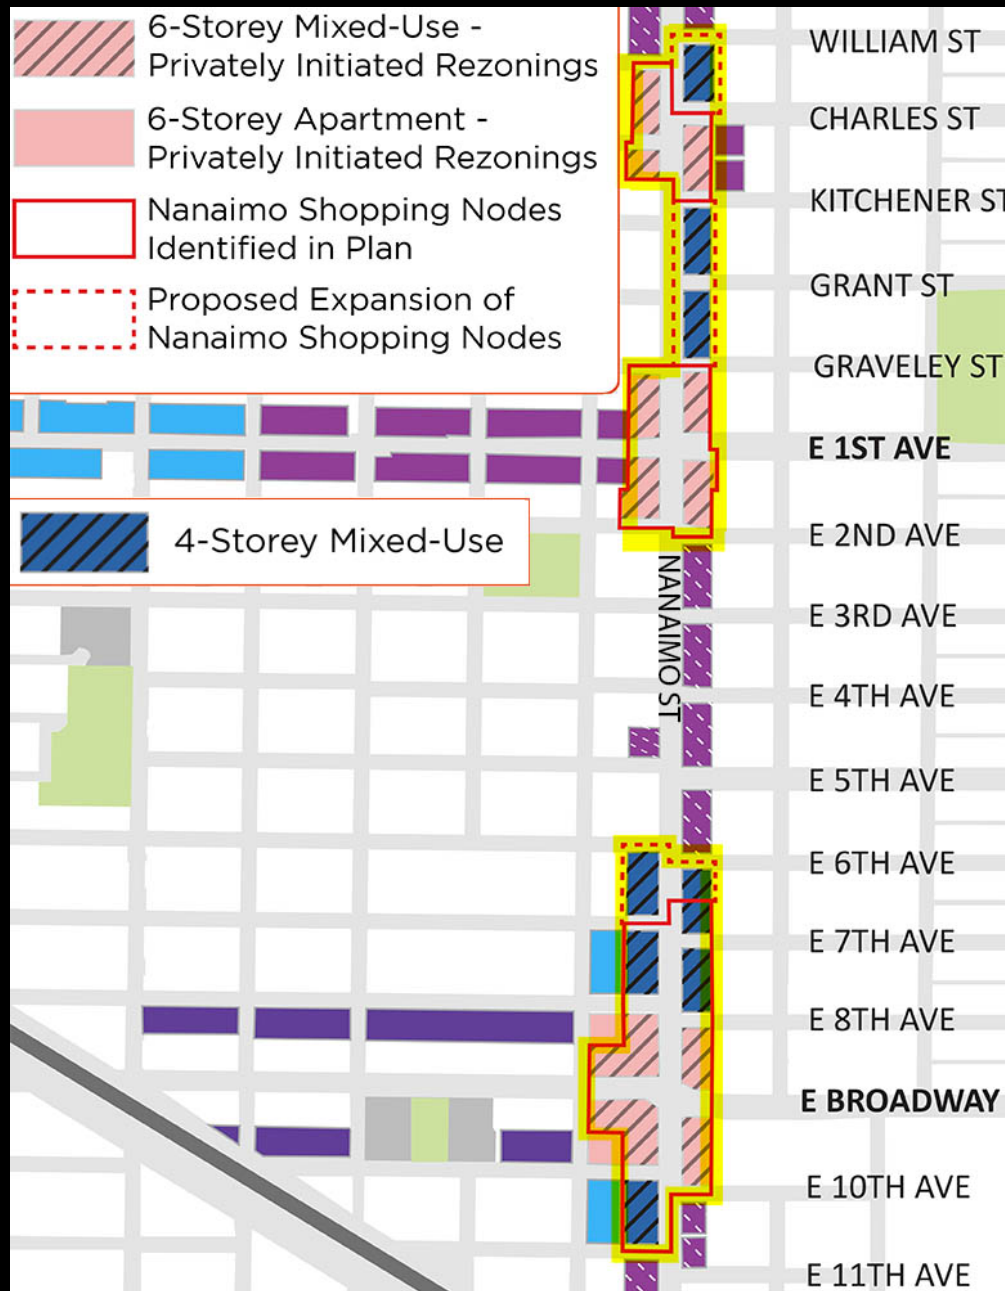 6-Storey Mixed-Use -
Privately Initiated Rezonings
6-Storey Apartment -
Privately Initiated Rezonings
Nanaimo Shopping Nodes
Identified in Plan
Proposed Expansion of
Nanaimo Shopping Nodes
4-Storey Mixed-Use
WILLIAM ST
CHARLES ST
KITCHENER ST
GRANT ST
GRAVELEY ST
E 1ST AVE
E 2ND AVE
NANAIMO ST
E 3RD AVE
E 4TH AVE
E 5TH AVE
E 6TH AVE
E 7TH AVE
E 8TH AVE
E BROADWAY
E 10TH AVE
E 11TH AVE